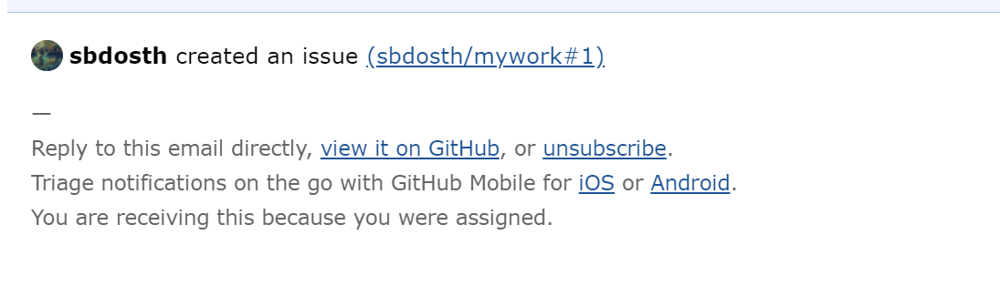 sbdosth created an issue (sbdosth/mywork#1)
—
Reply to this email directly, view it on GitHub, or unsubscribe.
Triage notifications on the go with GitHub Mobile for iOS or Android.
You are receiving this because you were assigned.